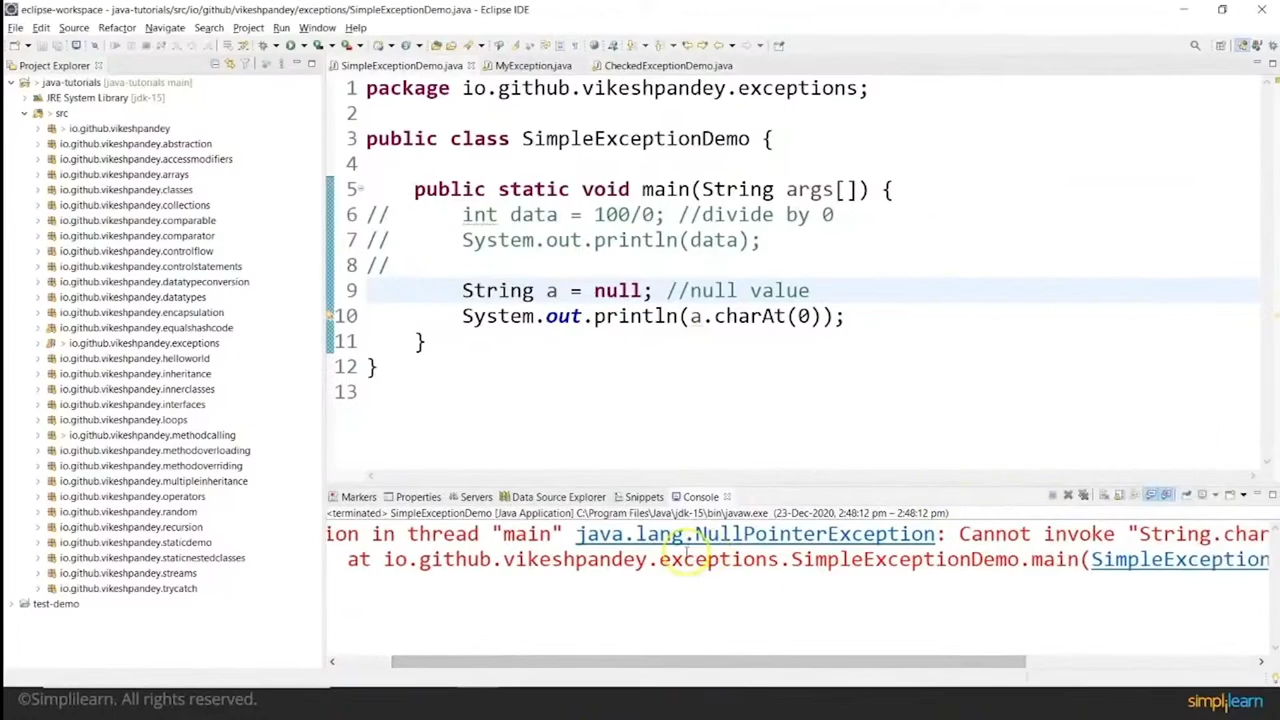 eclipse-workspace - java-tutorials/src/io/github/vikeshpandey/exceptions/SimpleExceptionDemo.java - Eclipse IDE
File Edit Source Refactor Navigate Search Project Run Window Help
Project Explorer
java-tutorials [java-tutorials main]
JRE System Library [jdk-15]
src
io.github.vikeshpandey
io.github.vikeshpandey.abstraction
io.github.vikeshpandey.accessmodifiers
io.github.vikeshpandey.arrays
io.github.vikeshpandey.classes
io.github.vikeshpandey.collections
io.github.vikeshpandey.comparable
io.github.vikeshpandey.comparator
io.github.vikeshpandey.controlflow
io.github.vikeshpandey.controlstatements
io.github.vikeshpandey.datatypeconversion
io.github.vikeshpandey.datatypes
io.github.vikeshpandey.encapsulation
io.github.vikeshpandey.equalshashcode
io.github.vikeshpandey.exceptions
io.github.vikeshpandey.helloworld
io.github.vikeshpandey.inheritance
io.github.vikeshpandey.innerclasses
io.github.vikeshpandey.interfaces
io.github.vikeshpandey.loops
io.github.vikeshpandey.methodcalling
io.github.vikeshpandey.methodoverloading
io.github.vikeshpandey.methodoverriding
io.github.vikeshpandey.multipleinheritance
io.github.vikeshpandey.operators
io.github.vikeshpandey.random
io.github.vikeshpandey.recursion
io.github.vikeshpandey.staticdemo
io.github.vikeshpandey.staticnestedclasses
io.github.vikeshpandey.streams
io.github.vikeshpandey.trycatch
test-demo
SimpleExceptionDemo.java MyException.java CheckedExceptionDemo.java
1 package io.github.vikeshpandey.exceptions;
2
3 public class SimpleExceptionDemo {
4
5 public static void main(String args[]) {
6 // int data = 100/0; //divide by 0
7 // System.out.println(data);
8 //
9 String a = null; //null value
10 System.out.println(a.charAt(0));
11 }
12 }
13
Markers Properties Servers Data Source Explorer Snippets Console
<terminated> SimpleExceptionDemo [Java Application] C:\Program Files\Java\jdk-15\bin\javaw.exe (23-Dec-2020, 2:48:12 pm – 2:48:12 pm)
ion in thread "main" java.lang.NullPointerException: Cannot invoke "String.char
at io.github.vikeshpandey.exceptions.SimpleExceptionDemo.main(SimpleException
©Simplilearn. All rights reserved.
simplilearn